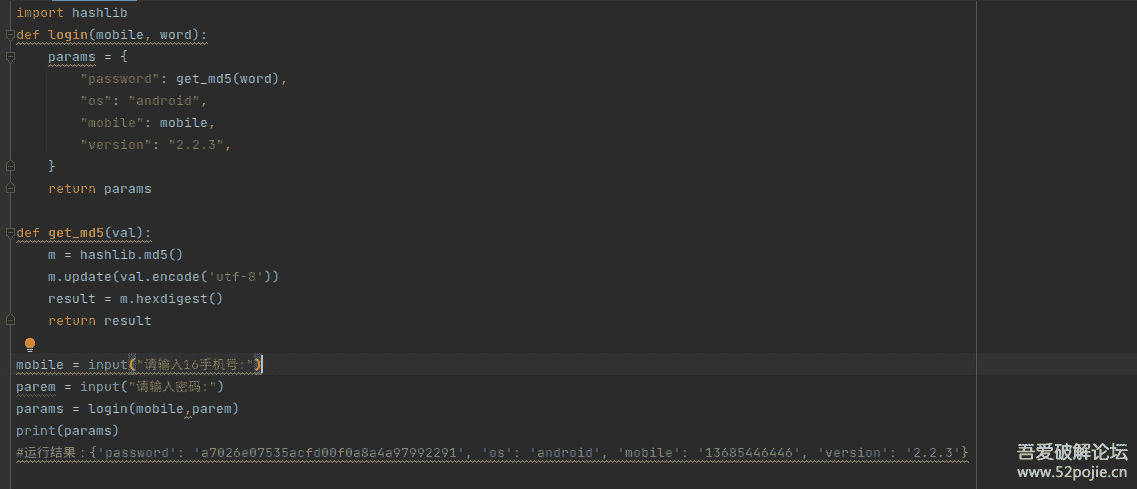 import hashlib
def login(mobile, word):
    params = {
        "password": get_md5(word),
        "os": "android",
        "mobile": mobile,
        "version": "2.2.3",
    }
    return params
def get_md5(val):
    m = hashlib.md5()
    m.update(val.encode('utf-8'))
    result = m.hexdigest()
    return result
mobile = input("请输入16手机号:")
parem = input("请输入密码:")
params = login(mobile,parem)
print(params)
#运行结果：{'password': 'a7026e07535acfd00f0a8a4a97992291', 'os': 'android', 'mobile': '13685446446', 'version': '2.2.3'}
吾爱破解论坛
www.52pojie.cn